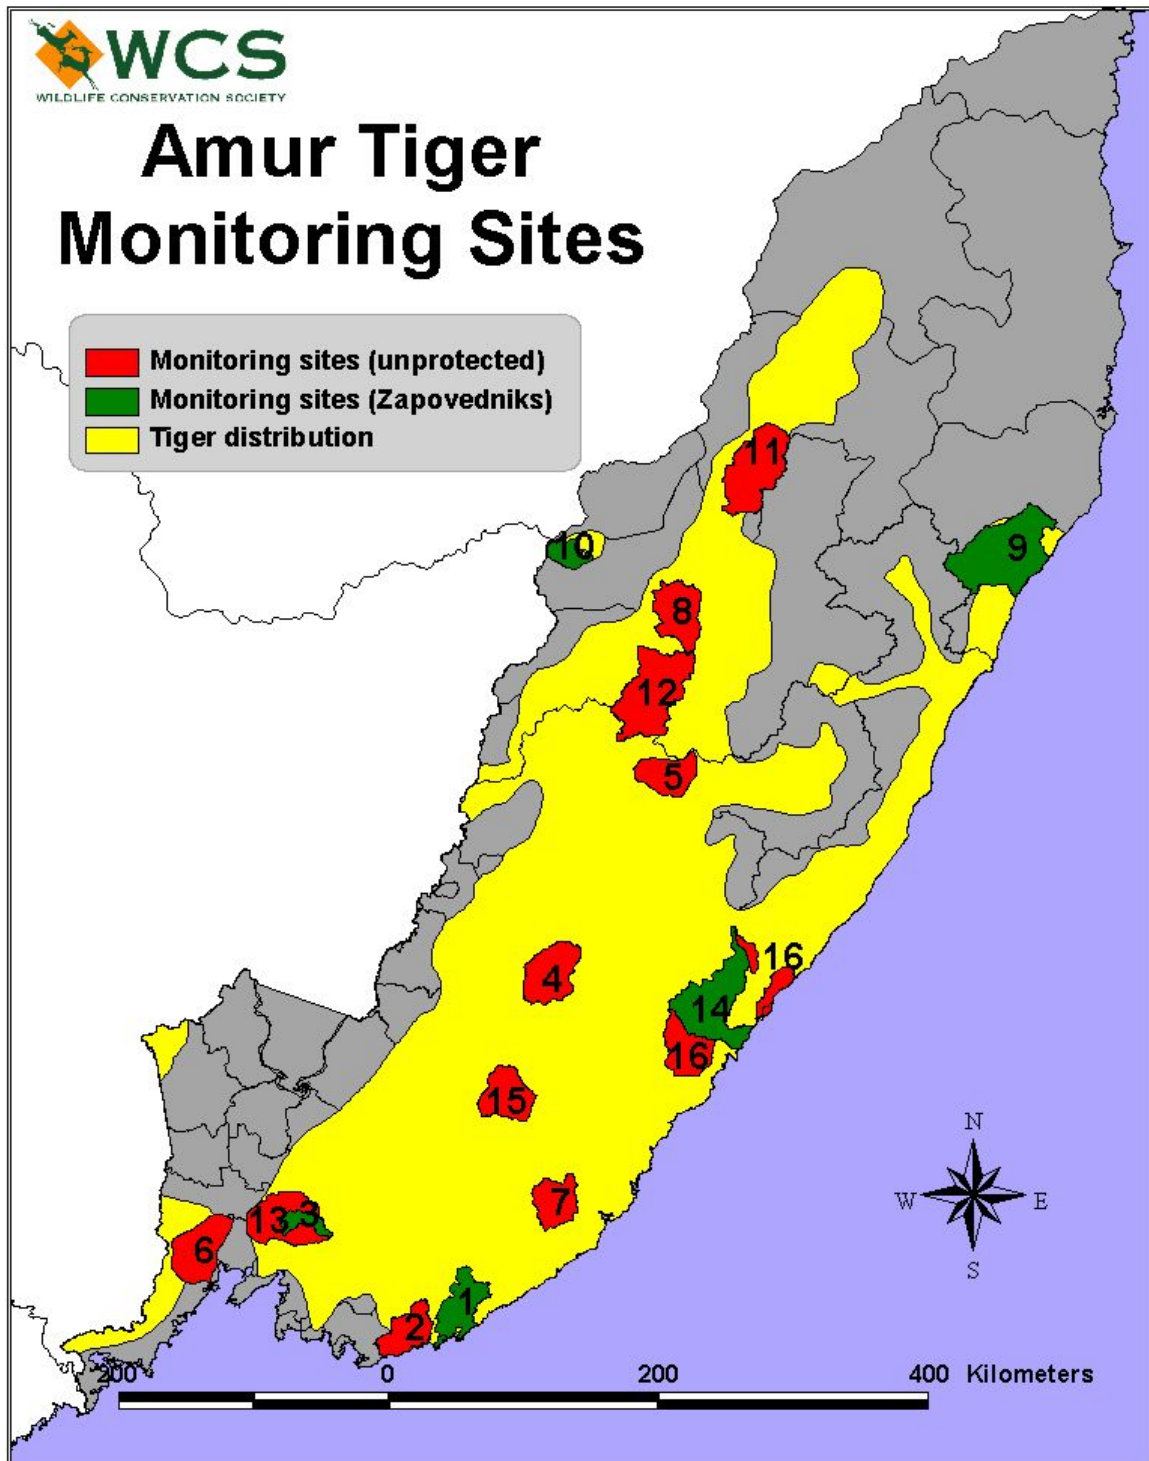 WCS
WILDLIFE CONSERVATION SOCIETY
Amur Tiger
Monitoring Sites
Monitoring sites (unprotected)
Monitoring sites (Zapovedniks)
Tiger distribution
11
10
9
8
12
5
16
4
14
16
15
7
13
3
6
1
2
N
W
E
S
200 0 200 400 Kilometers